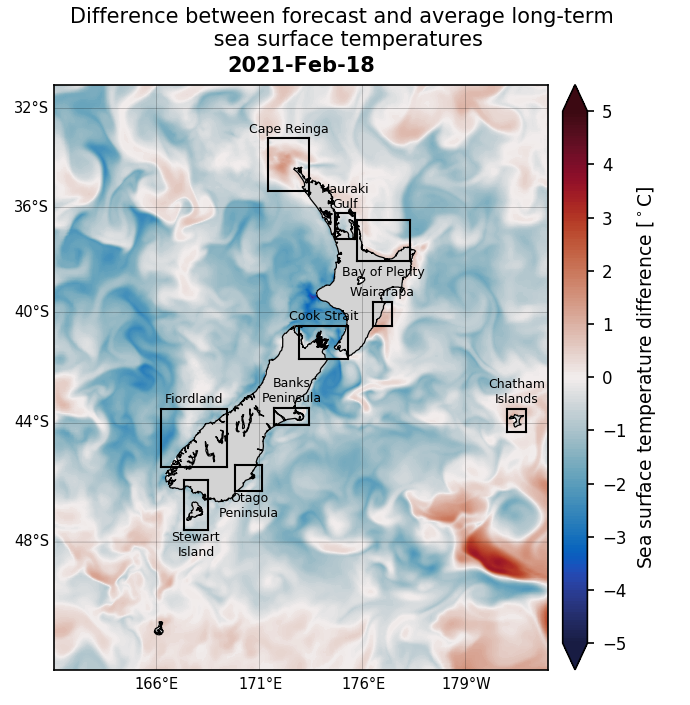 Difference between forecast and average long-term
sea surface temperatures
2021-Feb-18
32°S
36°S
40°S
44°S
48°S
166°E
171°E
176°E
179°W
Cape Reinga
Hauraki
Gulf
Bay of Plenty
Wairarapa
Cook Strait
Banks
Peninsula
Fiordland
Chatham
Islands
Otago
Peninsula
Stewart
Island
5
4
3
2
1
0
−1
−2
−3
−4
−5
Sea surface temperature difference [°C]